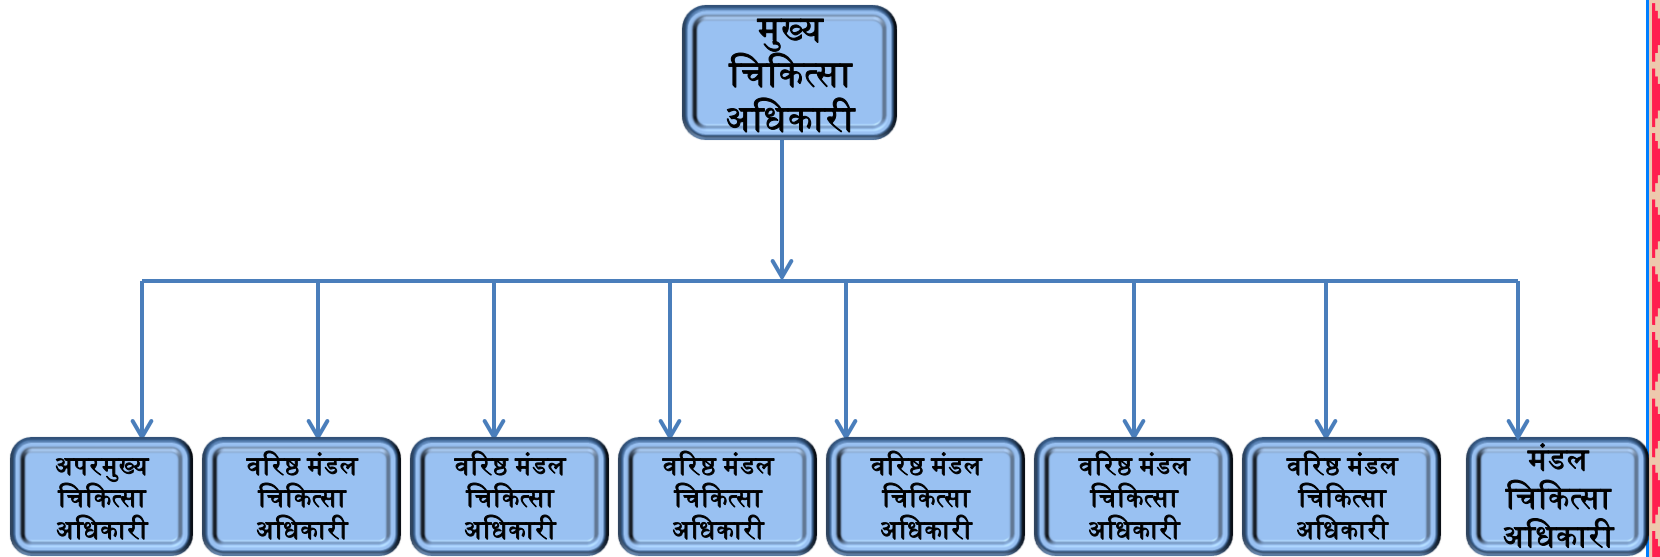 मुख्य
चिकित्सा
अधिकारी
अपरमुख्य
चिकित्सा
अधिकारी
वरिष्ठ मंडल
चिकित्सा
अधिकारी
वरिष्ठ मंडल
चिकित्सा
अधिकारी
वरिष्ठ मंडल
चिकित्सा
अधिकारी
वरिष्ठ मंडल
चिकित्सा
अधिकारी
वरिष्ठ मंडल
चिकित्सा
अधिकारी
वरिष्ठ मंडल
चिकित्सा
अधिकारी
मंडल
चिकित्सा
अधिकारी